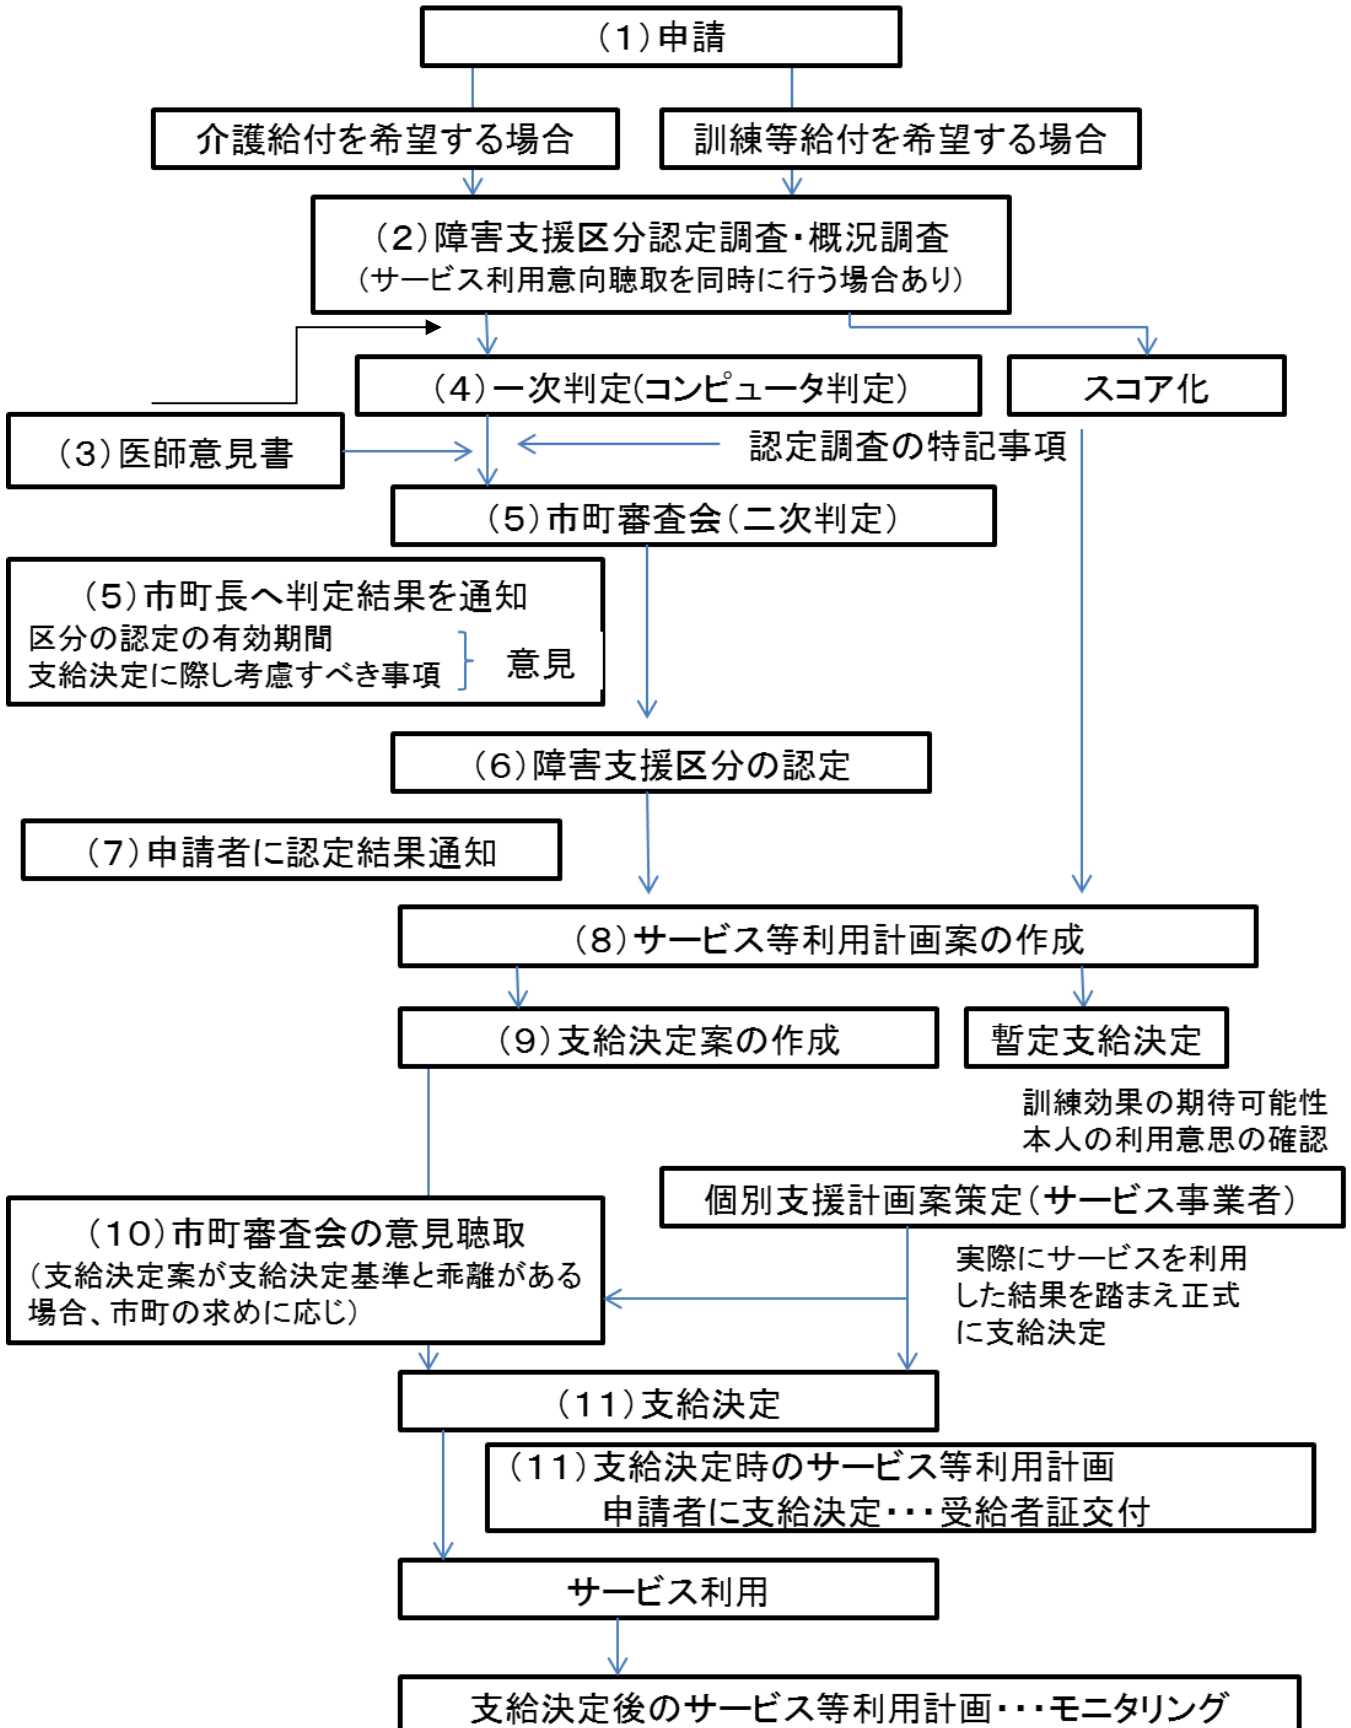 （１）申請
介護給付を希望する場合
訓練等給付を希望する場合
（２）障害支援区分認定調査・概況調査
（サービス利用意向聴取を同時に行う場合あり）
（４）一次判定（コンピュータ判定）
スコア化
（３）医師意見書
認定調査の特記事項
（５）市町審査会（二次判定）
（５）市町長へ判定結果を通知
区分の認定の有効期間
支給決定に際し考慮すべき事項
意見
（６）障害支援区分の認定
（７）申請者に認定結果通知
（８）サービス等利用計画案の作成
（９）支給決定案の作成
暫定支給決定
訓練効果の期待可能性
本人の利用意思の確認
個別支援計画案策定（サービス事業者）
（１０）市町審査会の意見聴取
（支給決定案が支給決定基準と乖離がある
場合、市町の求めに応じ）
実際にサービスを利用
した結果を踏まえ正式
に支給決定
（１１）支給決定
（１１）支給決定時のサービス等利用計画
申請者に支給決定・・・受給者証交付
サービス利用
支給決定後のサービス等利用計画・・・モニタリング